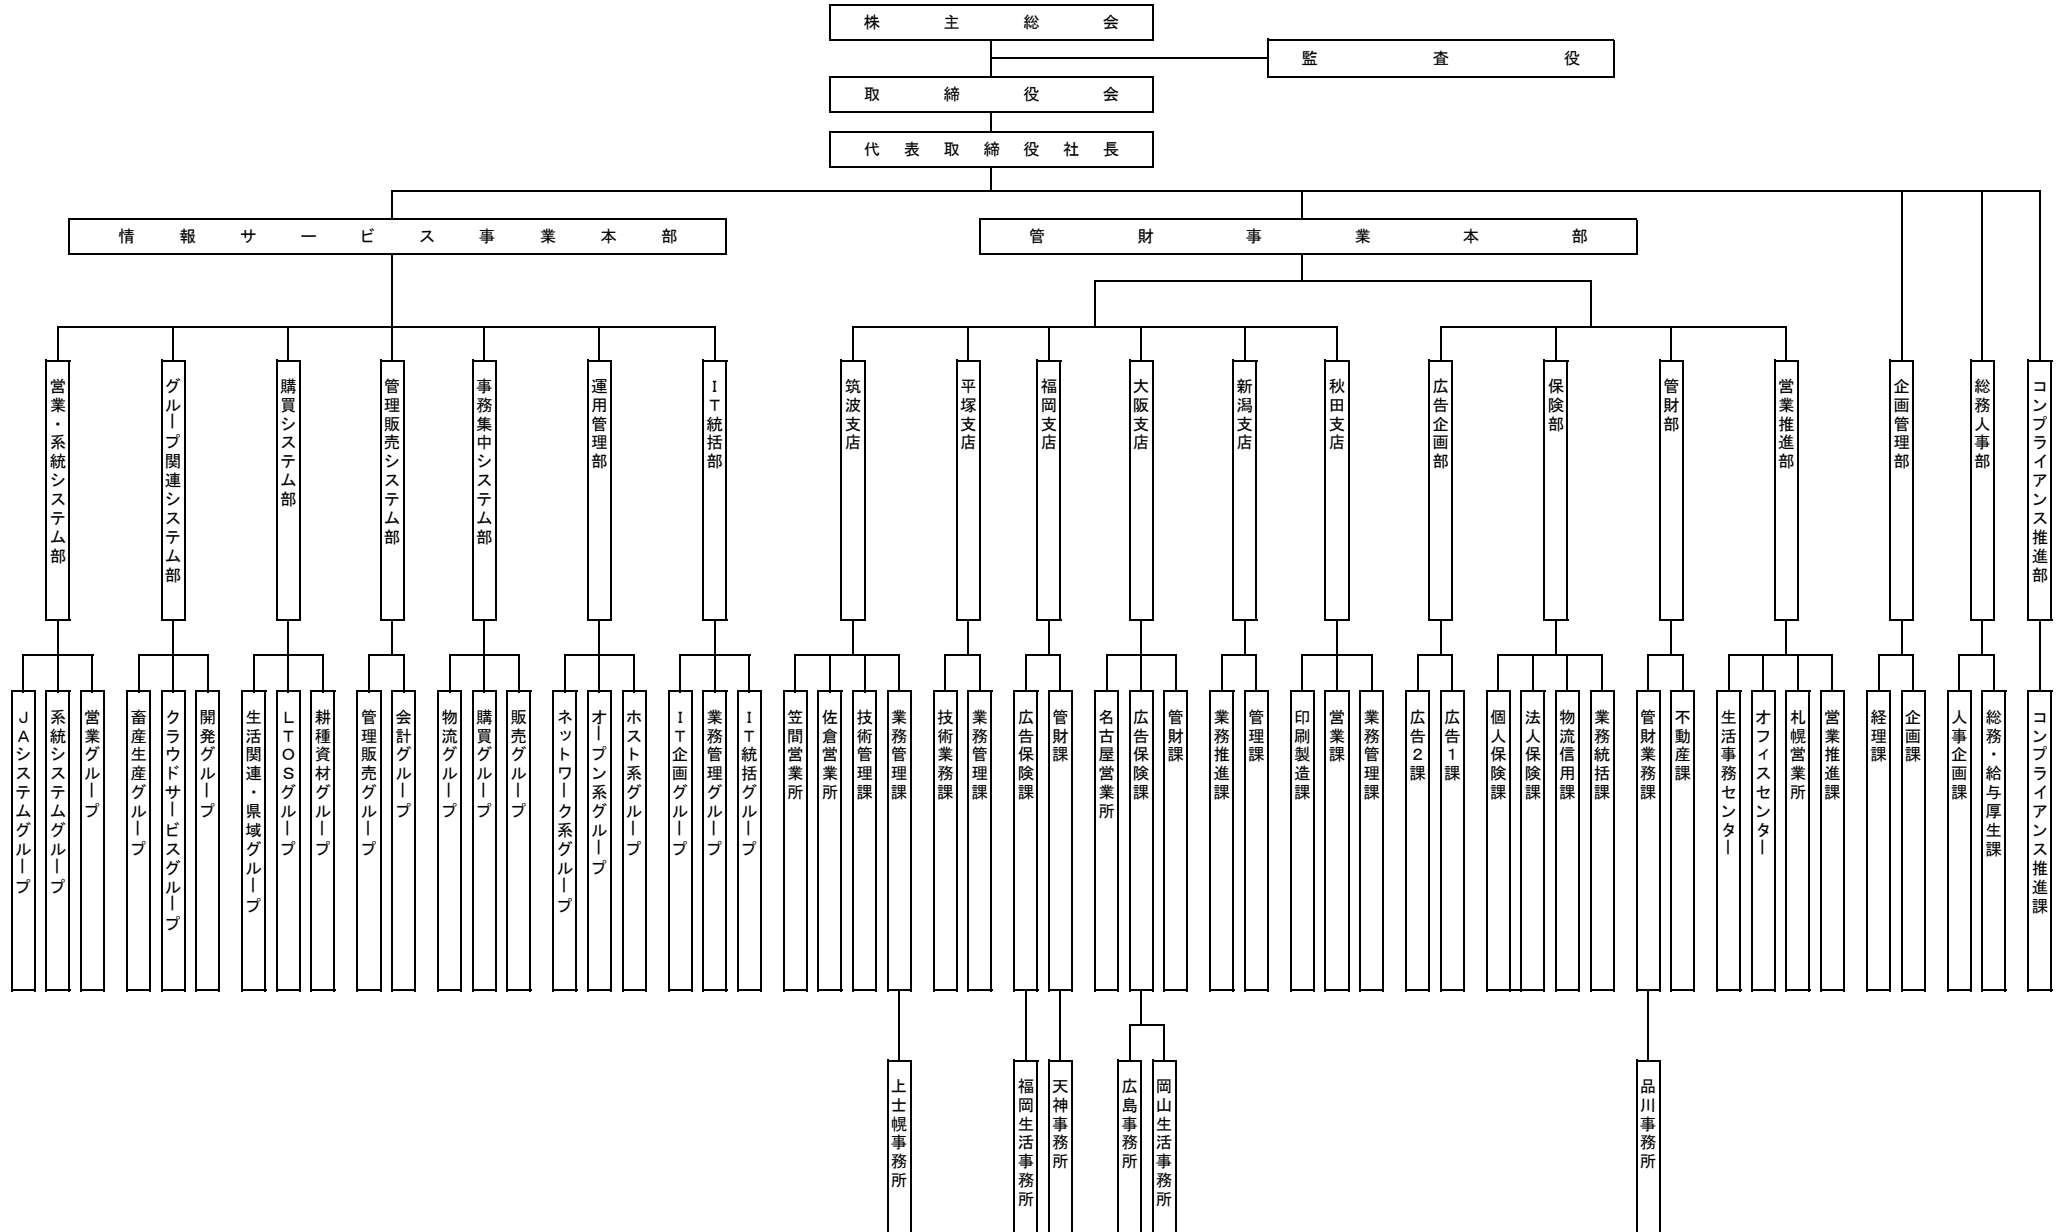 株主総会
監査役
取締役会
代表取締役社長
情報サービス事業本部
管財事業本部
営業・系統システム部
グループ関連システム部
購買システム部
管理販売システム部
事務集中システム部
運用管理部
IT統括部
筑波支店
平塚支店
福岡支店
大阪支店
新潟支店
秋田支店
広告企画部
保険部
管財部
営業推進部
企画管理部
総務人事部
コンプライアンス推進部
JAシステムグループ
系統システムグループ
営業グループ
畜産生産グループ
クラウドサービスグループ
開発グループ
生活関連・県域グループ
LTOSグループ
耕種資材グループ
管理販売グループ
会計グループ
物流グループ
購買グループ
販売グループ
ネットワーク系グループ
オープン系グループ
ホスト系グループ
IT企画グループ
業務管理グループ
IT統括グループ
笠間営業所
佐倉営業所
技術管理課
業務管理課
技術業務課
業務管理課
広告保険課
管財課
名古屋営業所
広告保険課
管財課
業務推進課
管理課
印刷製造課
営業課
業務管理課
広告2課
広告1課
個人保険課
法人保険課
物流信用課
業務統括課
管財業務課
不動産課
生活事務センター
オフィスセンター
札幌営業所
営業推進課
経理課
企画課
人事企画課
総務・給与厚生課
コンプライアンス推進課
上士幌事務所
福岡生活事務所
天神事務所
広島事務所
岡山生活事務所
品川事務所